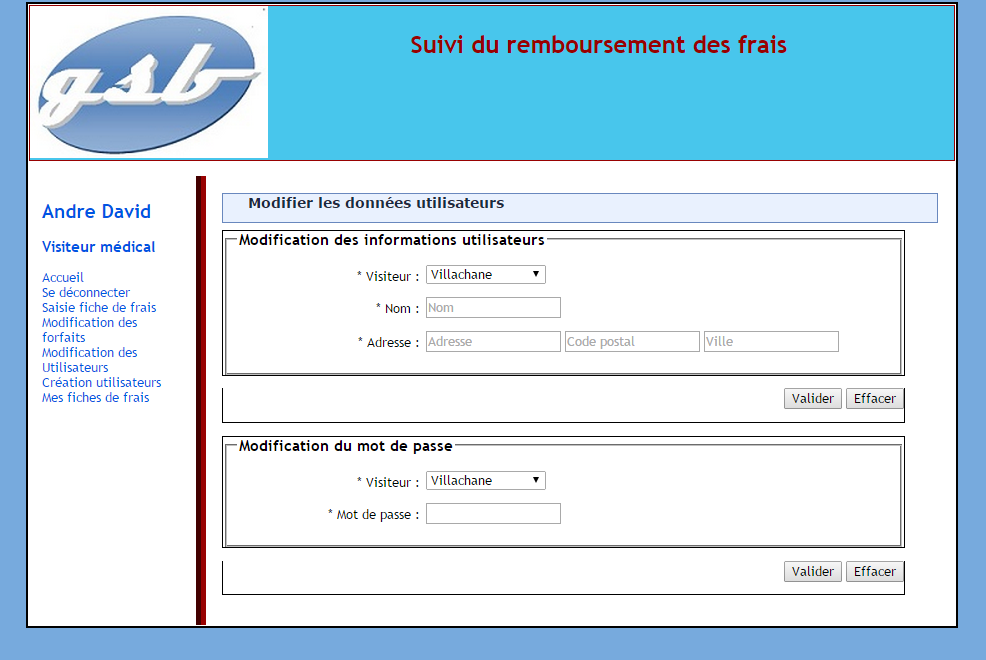 gsb
Suivi du remboursement des frais
Andre David
Visiteur médical
Accueil
Se déconnecter
Saisie fiche de frais
Modification des
forfaits
Modification des
Utilisateurs
Création utilisateurs
Mes fiches de frais
Modifier les données utilisateurs
Modification des informations utilisateurs
* Visiteur : Villachane
* Nom : Nom
* Adresse : Adresse Code postal Ville
Valider Effacer
Modification du mot de passe
* Visiteur : Villachane
* Mot de passe :
Valider Effacer